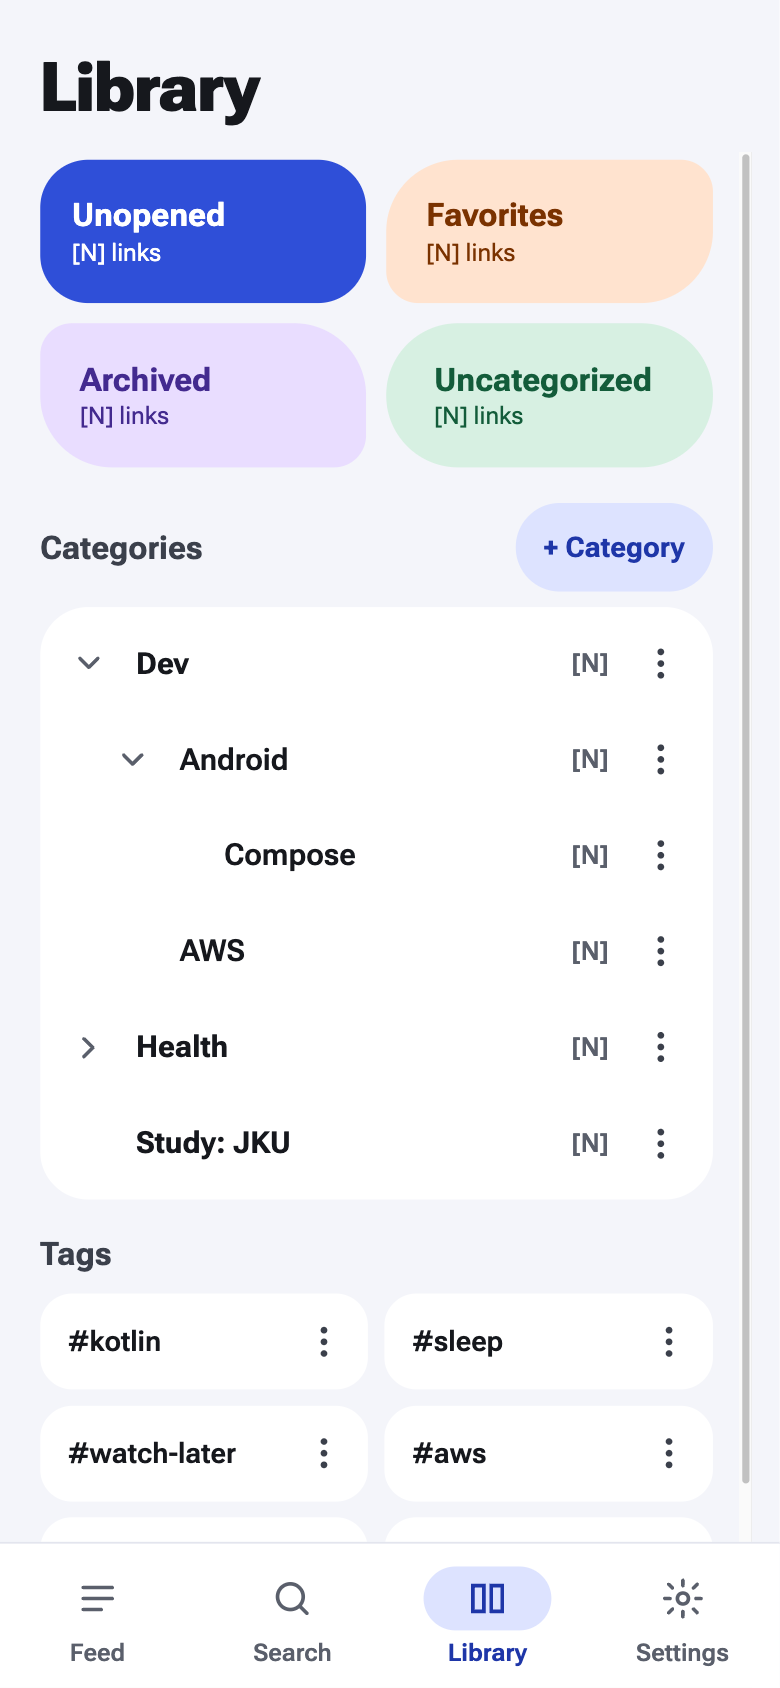 Library
Unopened
[N] links
Favorites
[N] links
Archived
[N] links
Uncategorized
[N] links
Categories
+ Category
Dev [N]
Android [N]
Compose [N]
AWS [N]
Health [N]
Study: JKU [N]
Tags
#kotlin
#sleep
#watch-later
#aws
Feed
Search
Library
Settings